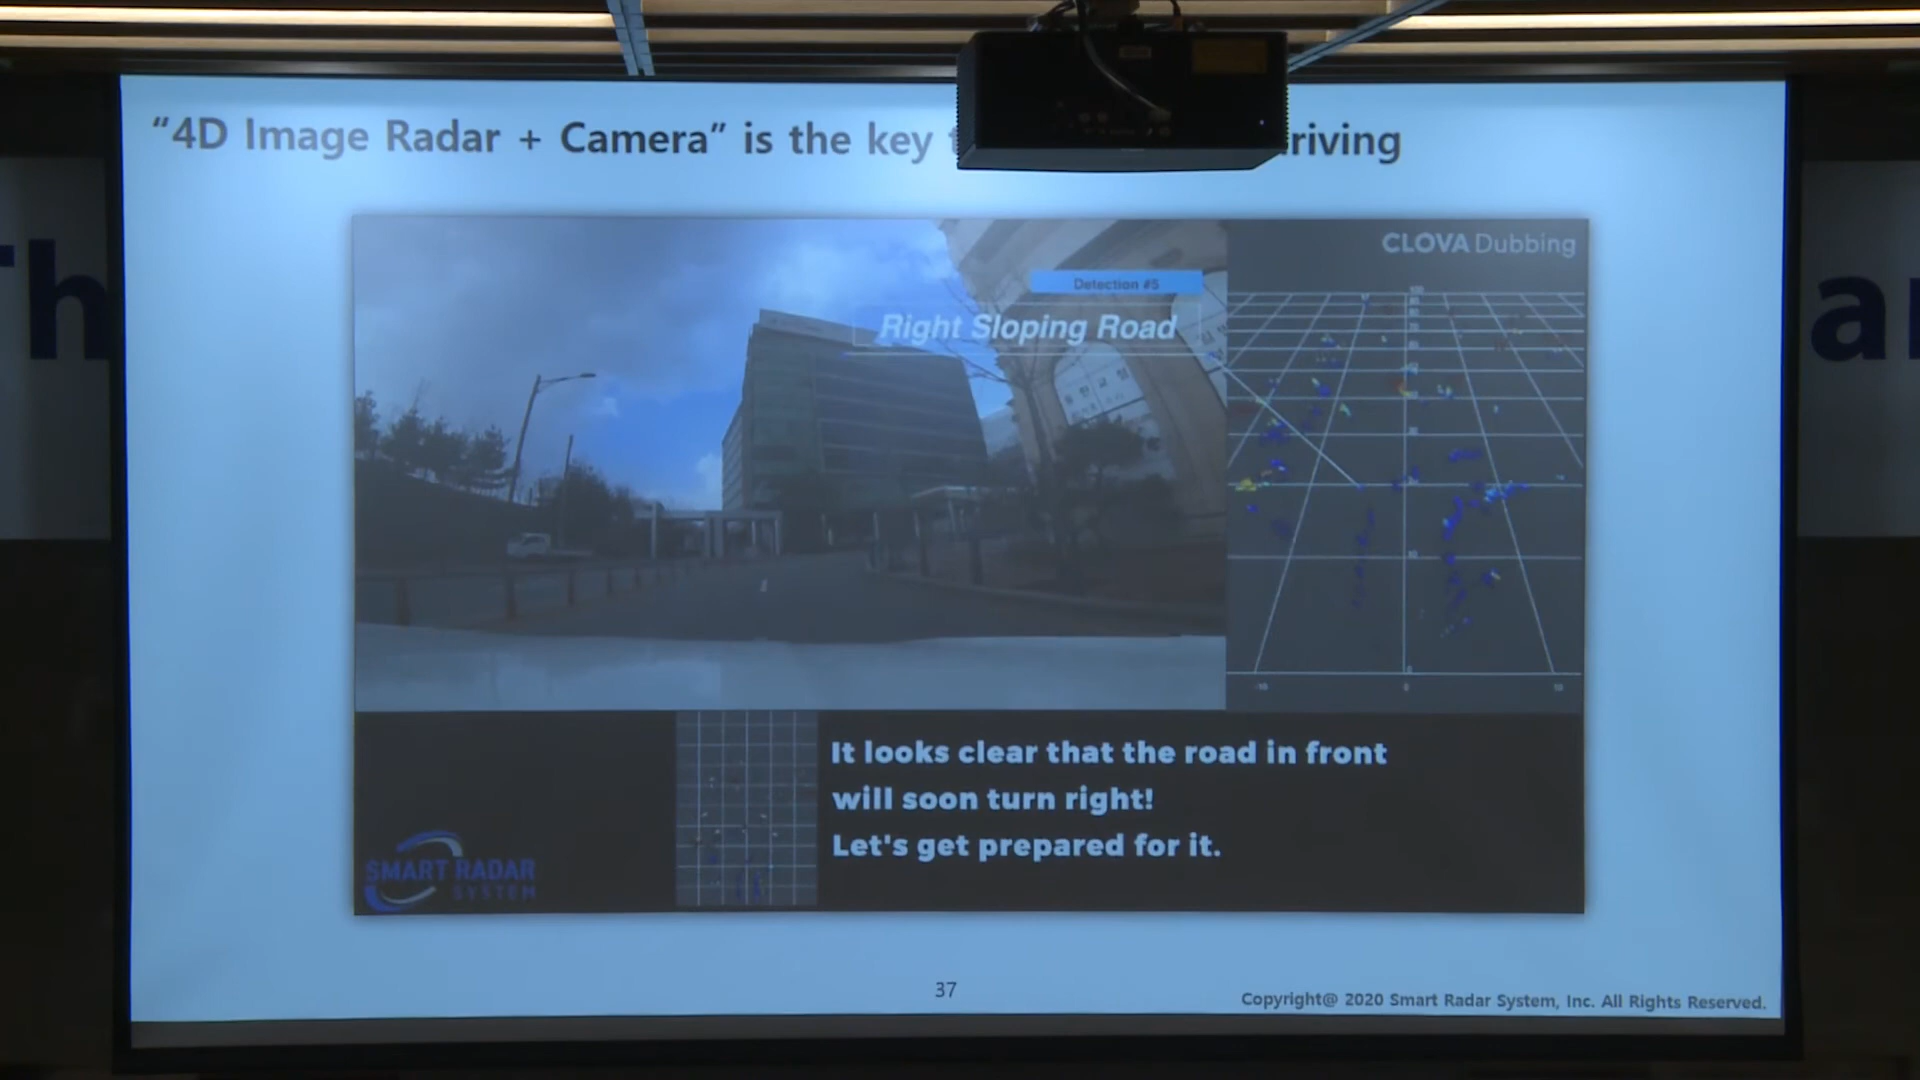 “4D Image Radar + Camera” is the key riving
CLOVA Dubbing
Detection #5
Right Sloping Road
It looks clear that the road in front
will soon turn right!
Let's get prepared for it.
SMART RADAR
SYSTEM
37
Copyright@ 2020 Smart Radar System, Inc. All Rights Reserved.